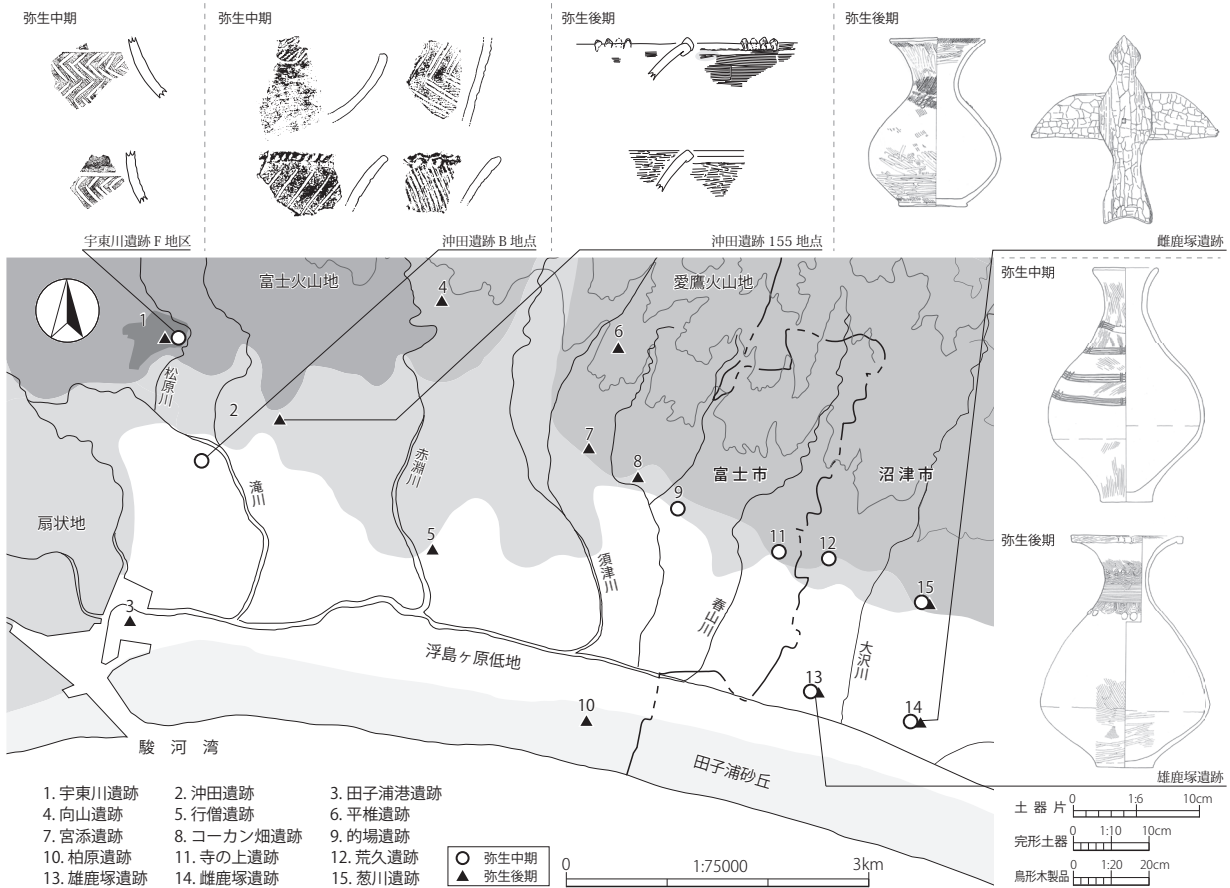 弥生中期
弥生中期
弥生後期
弥生後期
宇東川遺跡 F 地区
沖田遺跡 B 地点
沖田遺跡 155 地点
雌鹿塚遺跡
富士火山地
愛鷹火山地
弥生中期
1
4
6
松原川
2
7
8
赤淵川
富士市
沼津市
滝川
9
扇状地
5
11
12
弥生後期
須津川
15
3
春山川
大沢川
浮島ヶ原低地
13
10
14
駿河湾
田子浦砂丘
雄鹿塚遺跡
1. 宇東川遺跡 2. 沖田遺跡 3. 田子浦港遺跡
4. 向山遺跡 5. 行僧遺跡 6. 平椎遺跡
7. 宮添遺跡 8. コーカン畑遺跡 9. 的場遺跡
10. 柏原遺跡 11. 寺の上遺跡 12. 荒久遺跡
13. 雄鹿塚遺跡 14. 雌鹿塚遺跡 15. 葱川遺跡
弥生中期
弥生後期
0 1:75000 3km
土器片 0 1:6 10cm
完形土器 0 1:10 10cm
鳥形木製品 0 1:20 20cm